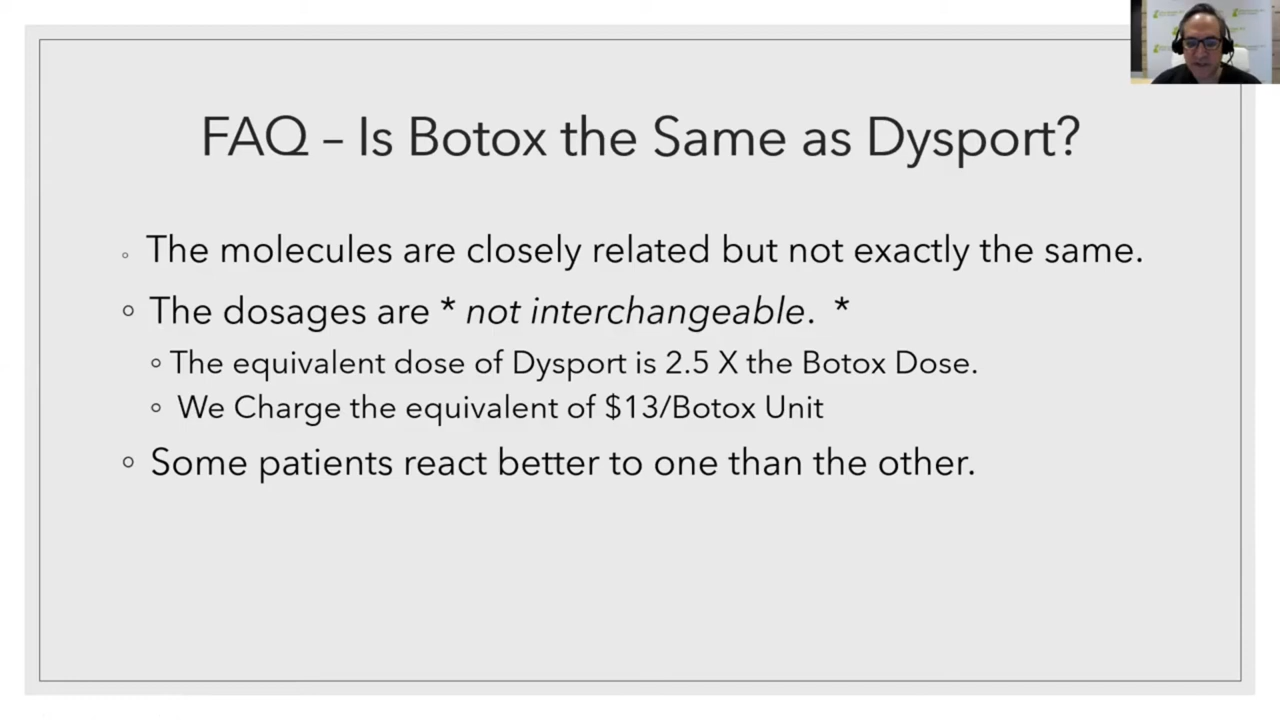 FAQ – Is Botox the Same as Dysport?
◦ The molecules are closely related but not exactly the same.
◦ The dosages are * not interchangeable. *
◦ The equivalent dose of Dysport is 2.5 X the Botox Dose.
◦ We Charge the equivalent of $13/Botox Unit
◦ Some patients react better to one than the other.